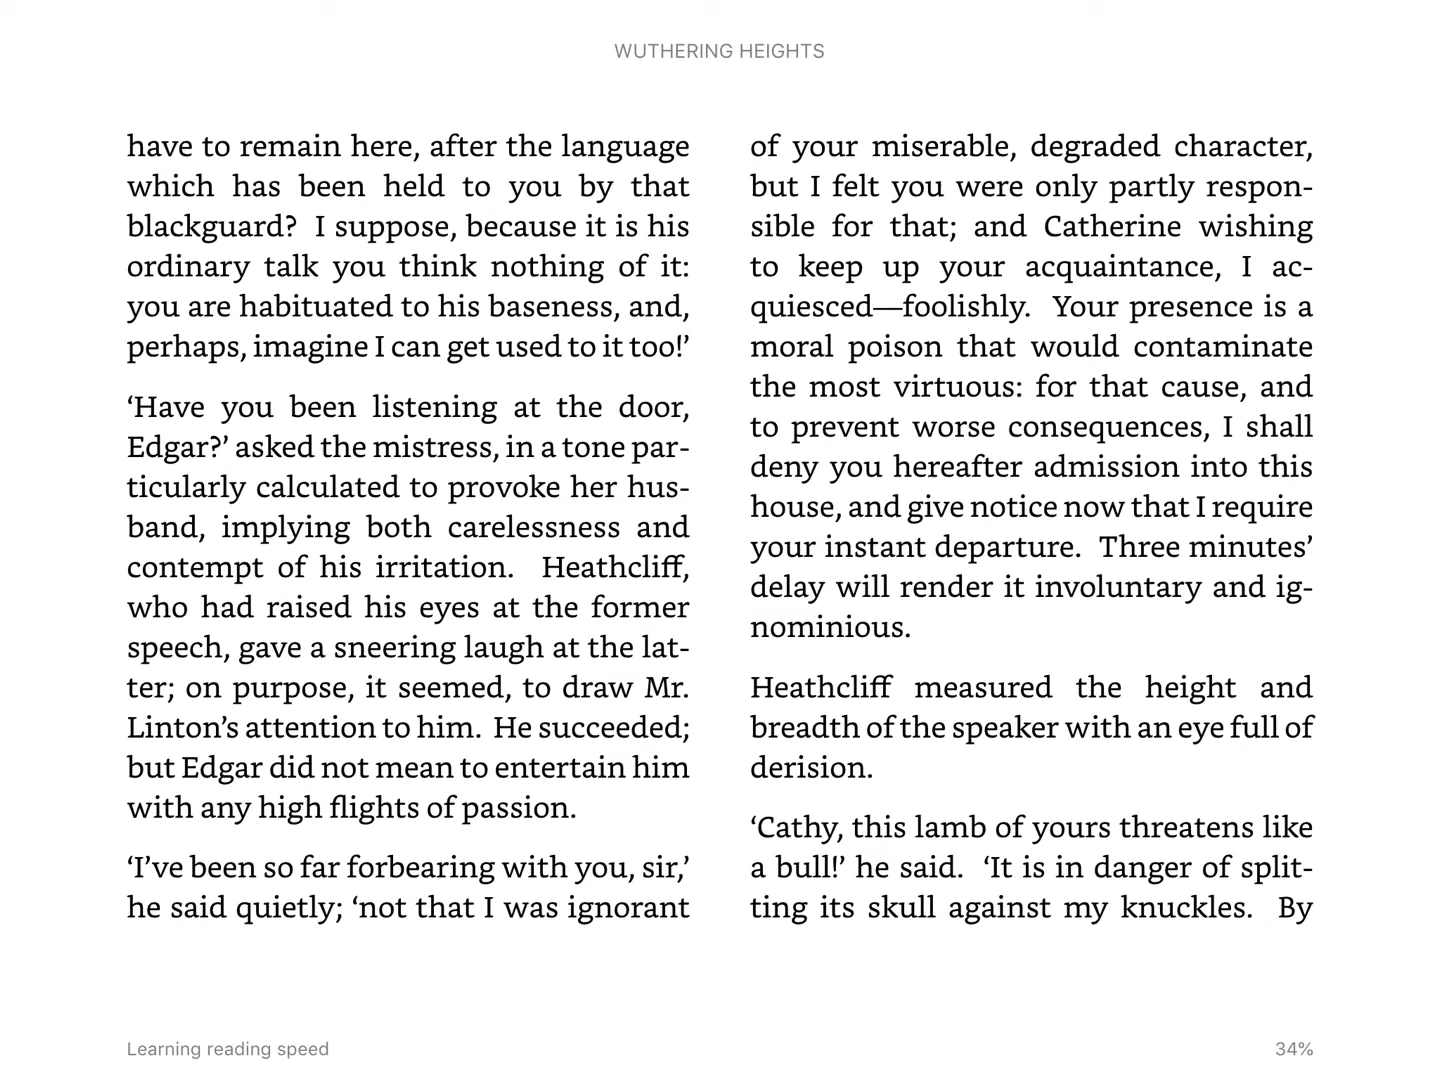 WUTHERING HEIGHTS
have to remain here, after the language
which has been held to you by that
blackguard?  I suppose, because it is his
ordinary talk you think nothing of it:
you are habituated to his baseness, and,
perhaps, imagine I can get used to it too!’
‘Have you been listening at the door,
Edgar?’ asked the mistress, in a tone par-
ticularly calculated to provoke her hus-
band, implying both carelessness and
contempt of his irritation.  Heathcliff,
who had raised his eyes at the former
speech, gave a sneering laugh at the lat-
ter; on purpose, it seemed, to draw Mr.
Linton’s attention to him.  He succeeded;
but Edgar did not mean to entertain him
with any high flights of passion.
‘I’ve been so far forbearing with you, sir,’
he said quietly; ‘not that I was ignorant
of your miserable, degraded character,
but I felt you were only partly respon-
sible for that; and Catherine wishing
to keep up your acquaintance, I ac-
quiesced—foolishly.  Your presence is a
moral poison that would contaminate
the most virtuous: for that cause, and
to prevent worse consequences, I shall
deny you hereafter admission into this
house, and give notice now that I require
your instant departure.  Three minutes’
delay will render it involuntary and ig-
nominious.
Heathcliff measured the height and
breadth of the speaker with an eye full of
derision.
‘Cathy, this lamb of yours threatens like
a bull!’ he said.  ‘It is in danger of split-
ting its skull against my knuckles.  By
Learning reading speed
34%